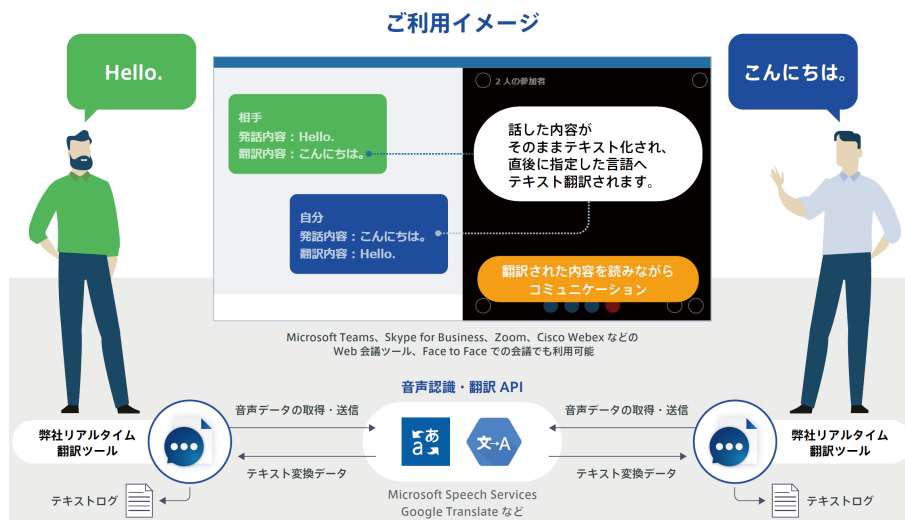 ご利用イメージ
Hello.
こんにちは。
2 人の参加者
相手
発話内容：Hello.
翻訳内容：こんにちは。
話した内容が
そのままテキスト化され、
直後に指定した言語へ
テキスト翻訳されます。
自分
発話内容：こんにちは。
翻訳内容：Hello.
翻訳された内容を読みながら
コミュニケーション
Microsoft Teams、Skype for Business、Zoom、Cisco Webex などの
Web 会議ツール、Face to Face での会議でも利用可能
音声認識・翻訳 API
弊社リアルタイム
翻訳ツール
音声データの取得・送信
テキスト変換データ
テキストログ
あ
a
文→A
Microsoft Speech Services
Google Translate など
音声データの取得・送信
テキスト変換データ
弊社リアルタイム
翻訳ツール
テキストログ